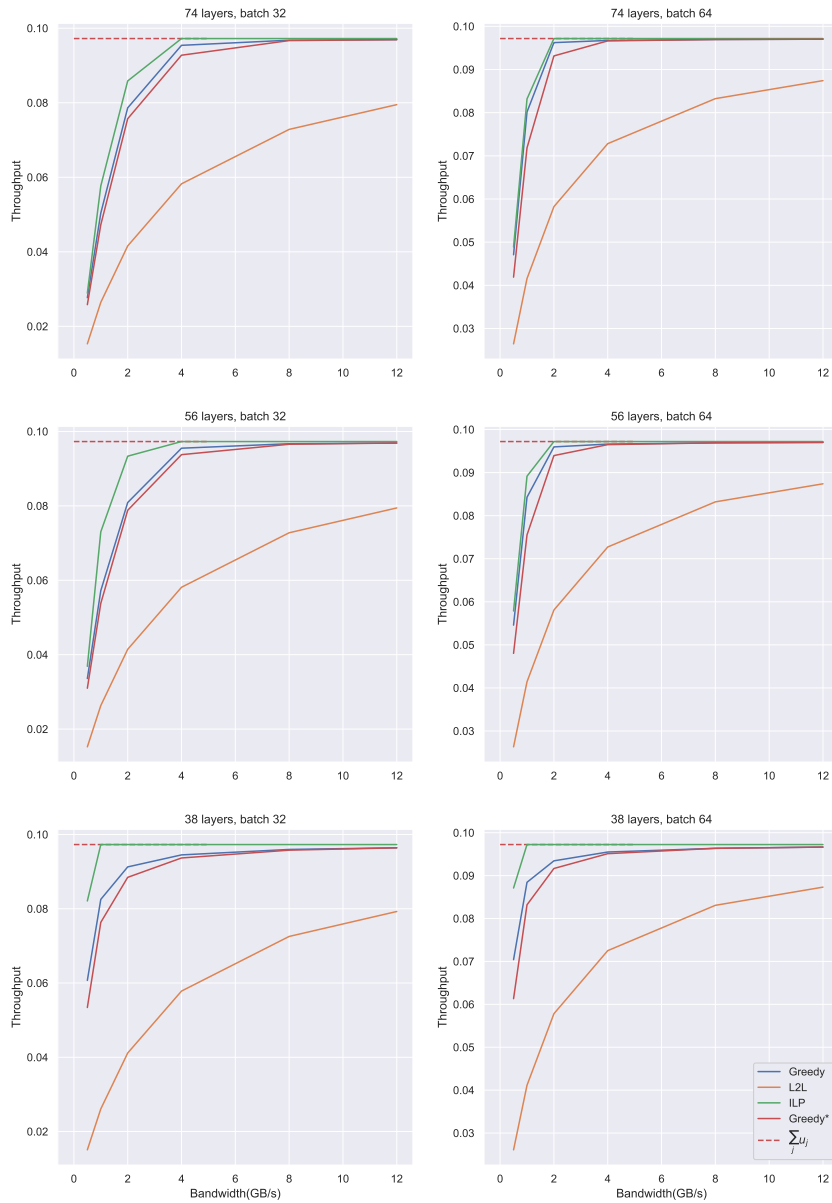 74 layers, batch 32
0.10
0.08
0.06
0.04
0.02
Throughput
0 2 4 6 8 10 12
74 layers, batch 64
0.10
0.09
0.08
0.07
0.06
0.05
0.04
0.03
Throughput
0 2 4 6 8 10 12
56 layers, batch 32
0.10
0.08
0.06
0.04
0.02
Throughput
0 2 4 6 8 10 12
56 layers, batch 64
0.10
0.09
0.08
0.07
0.06
0.05
0.04
0.03
Throughput
0 2 4 6 8 10 12
38 layers, batch 32
0.10
0.08
0.06
0.04
0.02
Throughput
0 2 4 6 8 10 12
Bandwidth(GB/s)
38 layers, batch 64
0.10
0.09
0.08
0.07
0.06
0.05
0.04
0.03
Throughput
0 2 4 6 8 10 12
Bandwidth(GB/s)
Greedy
L2L
ILP
Greedy*
∑_j u_j